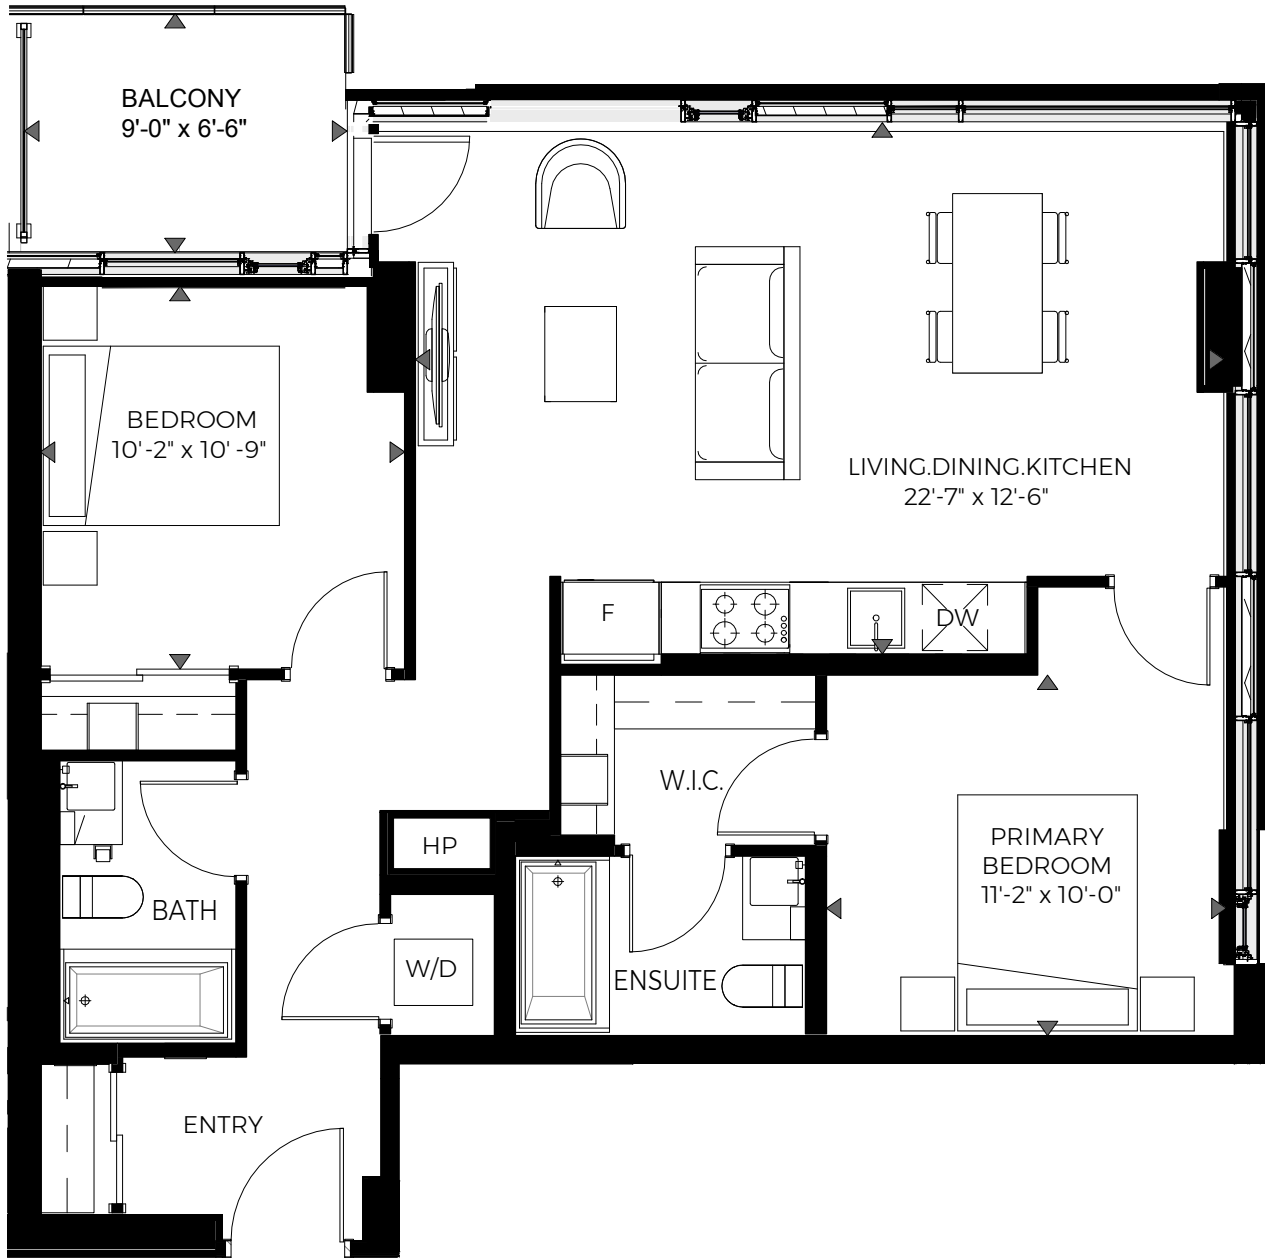 BALCONY
9'-0" x 6'-6"
BEDROOM
10'-2" x 10'-9"
LIVING.DINING.KITCHEN
22'-7" x 12'-6"
F
DW
W.I.C.
HP
PRIMARY
BEDROOM
11'-2" x 10'-0"
BATH
W/D
ENSUITE
ENTRY